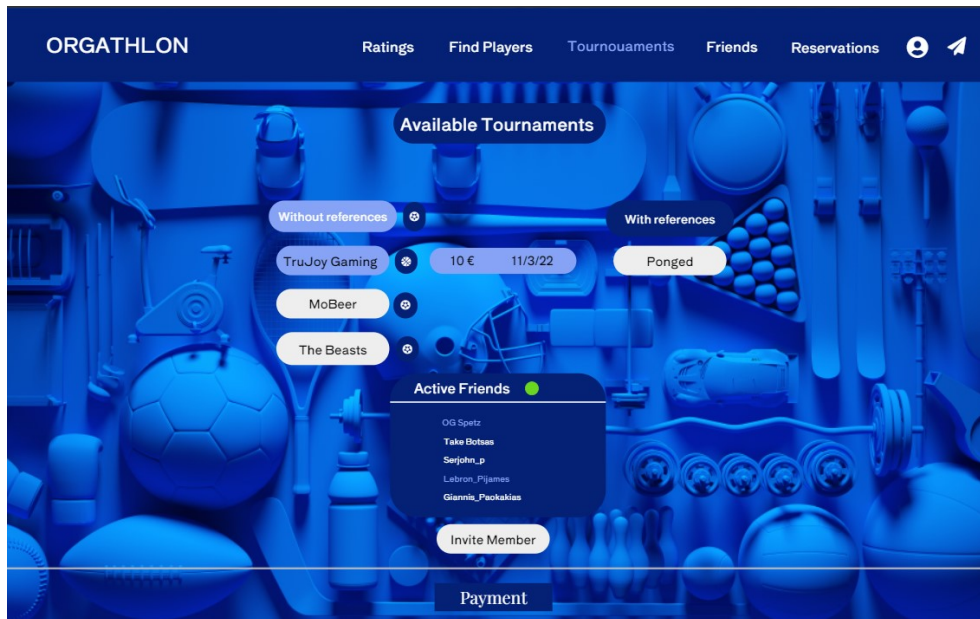 ORGATHLON
Ratings
Find Players
Tournouaments
Friends
Reservations
Available Tournaments
Without references
With references
TruJoy Gaming
10 €
11/3/22
Ponged
MoBeer
The Beasts
Active Friends
OG Spetz
Take Botsas
Serjohn_p
Lebron_Pijames
Giannis_Paokakias
Invite Member
Payment